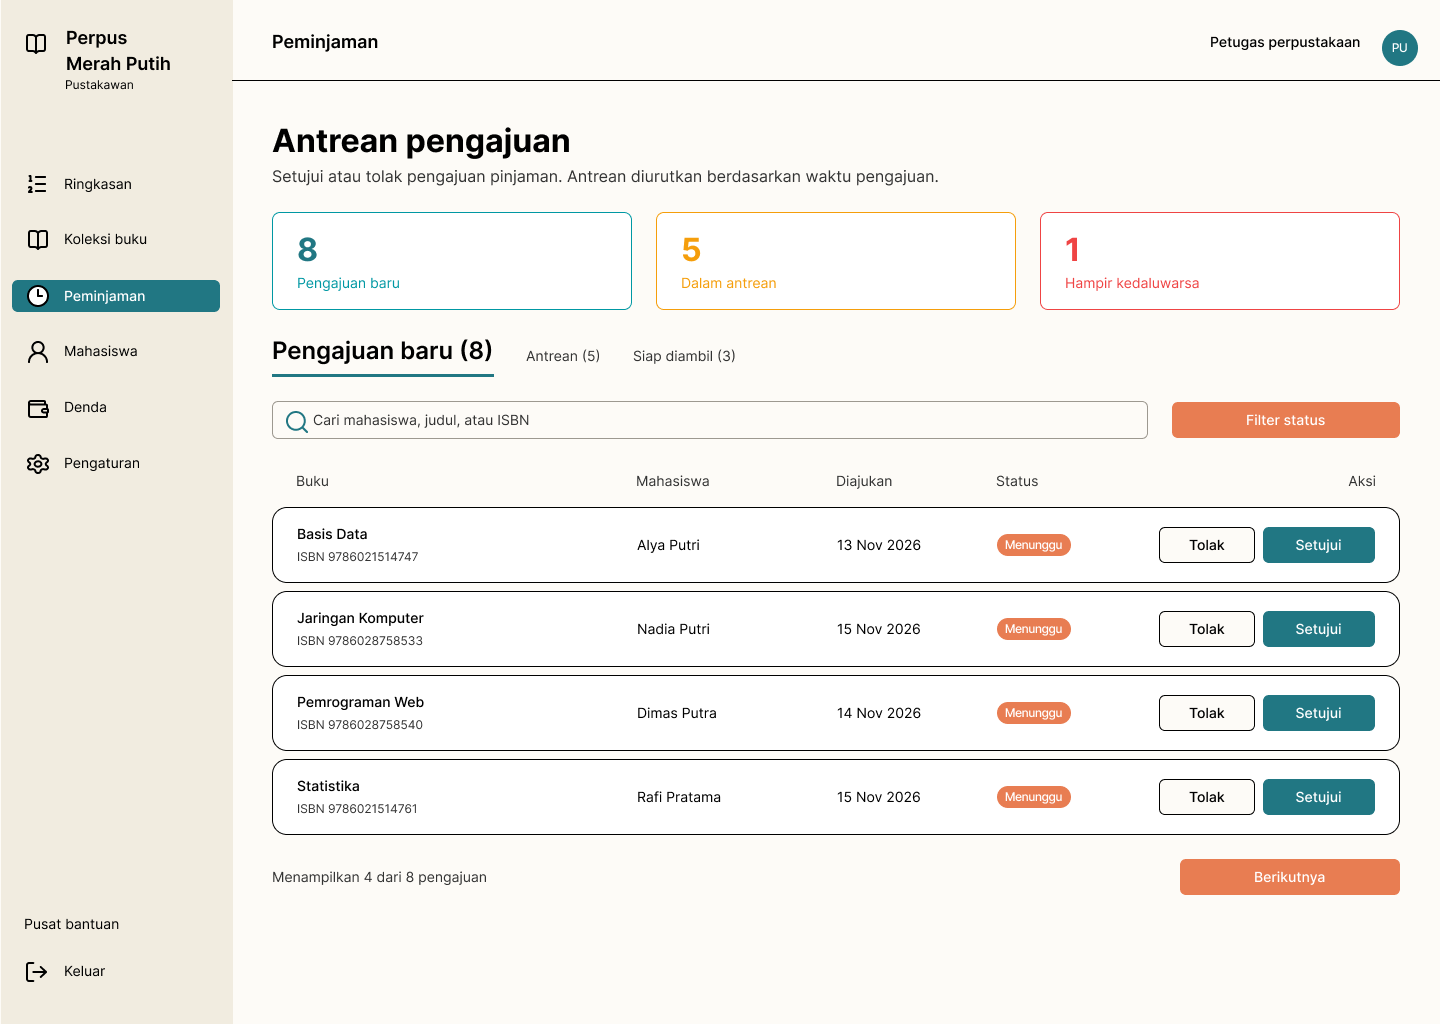 Perpus
Merah Putih
Pustakawan
Ringkasan
Koleksi buku
Peminjaman
Mahasiswa
Denda
Pengaturan
Pusat bantuan
Keluar
Peminjaman
Petugas perpustakaan
PU
Antrean pengajuan
Setujui atau tolak pengajuan pinjaman. Antrean diurutkan berdasarkan waktu pengajuan.
8
Pengajuan baru
5
Dalam antrean
1
Hampir kedaluwarsa
Pengajuan baru (8)
Antrean (5)
Siap diambil (3)
Cari mahasiswa, judul, atau ISBN
Filter status
Buku Mahasiswa Diajukan Status Aksi
Basis Data
ISBN 9786021514747
Alya Putri
13 Nov 2026
Menunggu
Tolak
Setujui
Jaringan Komputer
ISBN 9786028758533
Nadia Putri
15 Nov 2026
Menunggu
Tolak
Setujui
Pemrograman Web
ISBN 9786028758540
Dimas Putra
14 Nov 2026
Menunggu
Tolak
Setujui
Statistika
ISBN 9786021514761
Rafi Pratama
15 Nov 2026
Menunggu
Tolak
Setujui
Menampilkan 4 dari 8 pengajuan
Berikutnya